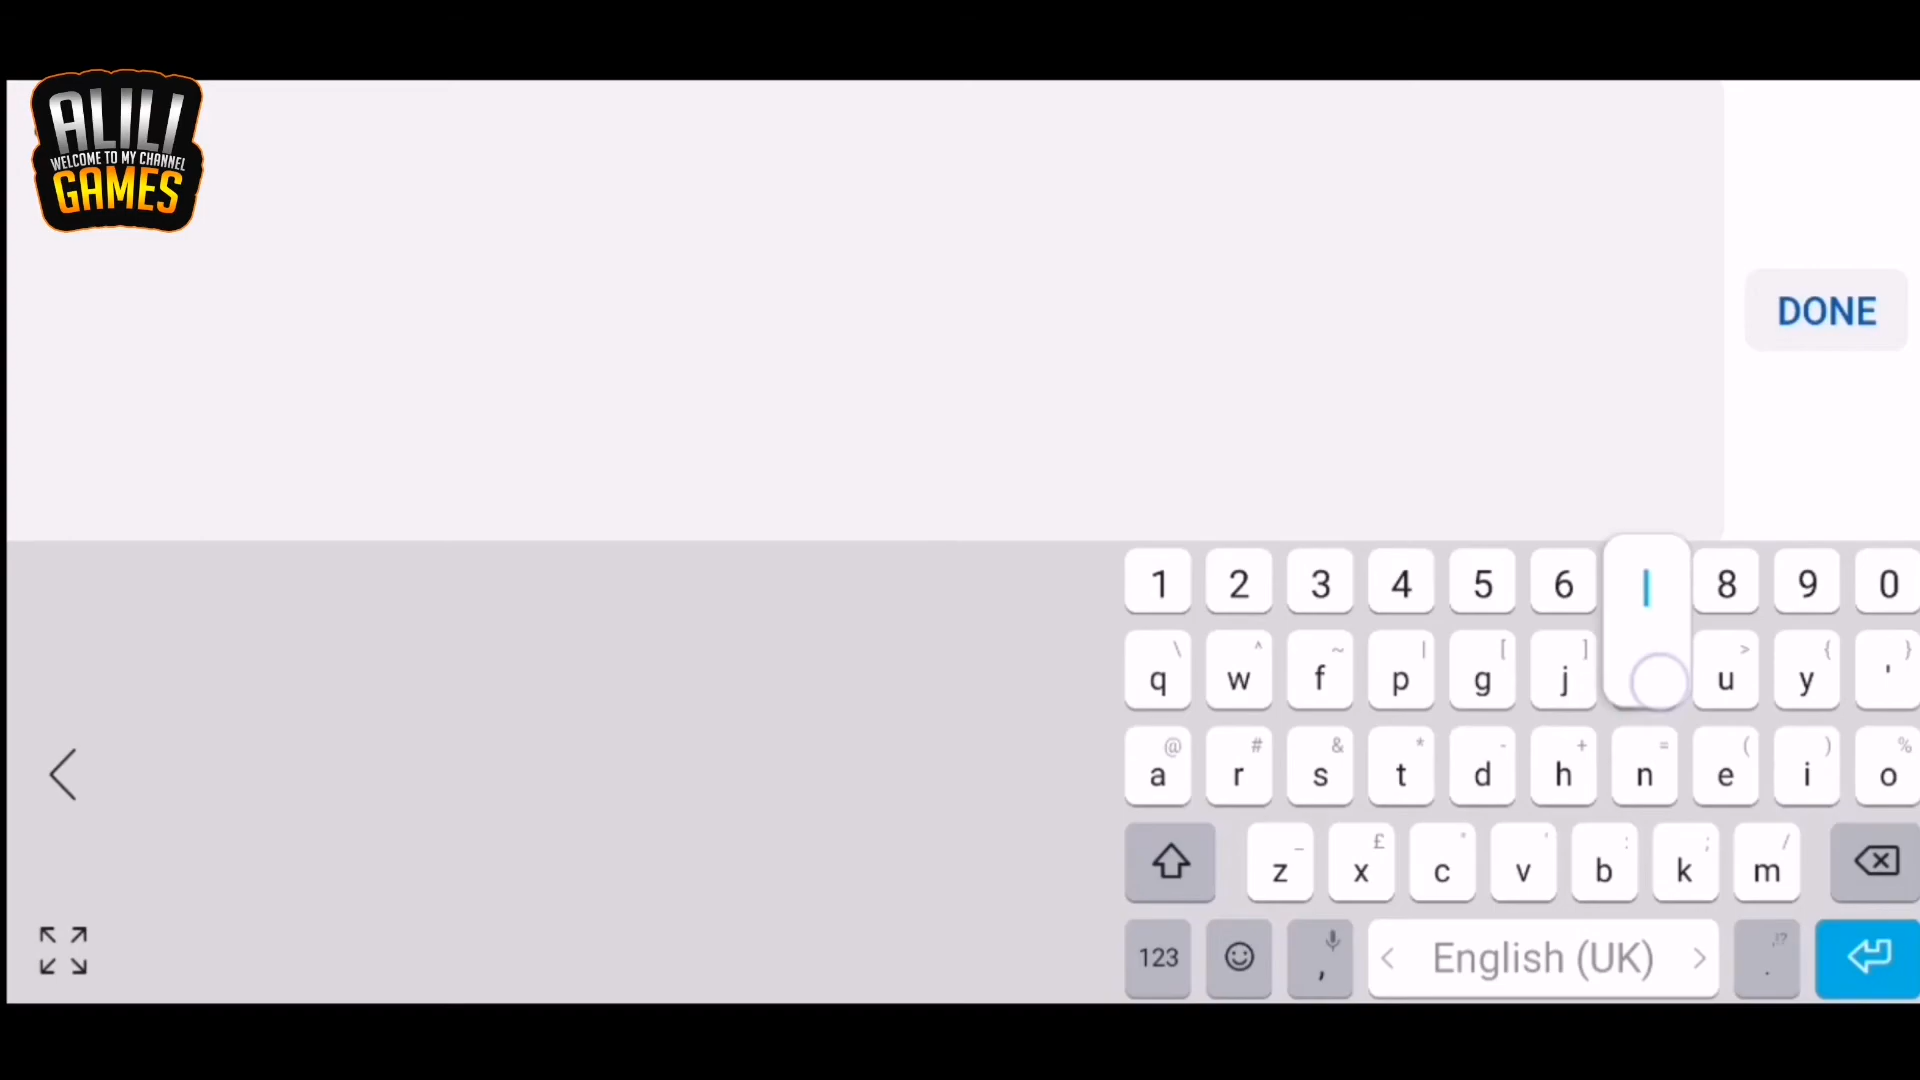 ALILI
WELCOME TO MY CHANNEL
GAMES
DONE
1 2 3 4 5 6 l 8 9 0
\ ^ ~ | [ ] > { }
q w f p g j u y '
@ # & * - + = ( ) %
a r s t d h n e i o
_ £ " ' : ; /
z x c v b k m
123 , < English (UK) > ,!? .